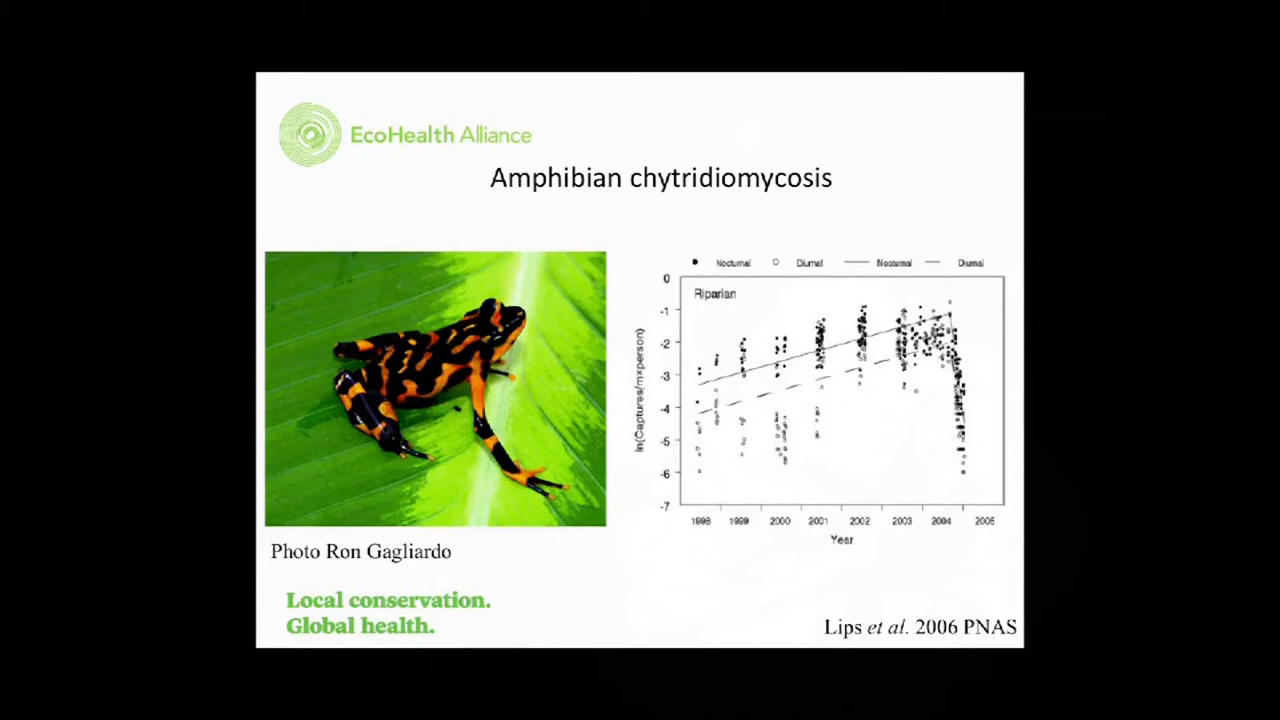 EcoHealth Alliance
Amphibian chytridiomycosis
Nocturnal Diurnal Nocturnal Diurnal
Riparian
0
-1
-2
-3
-4
-5
-6
-7
ln(Captures/mxperson)
1998 1999 2000 2001 2002 2003 2004 2005
Year
Photo Ron Gagliardo
Local conservation.
Global health.
Lips et al. 2006 PNAS